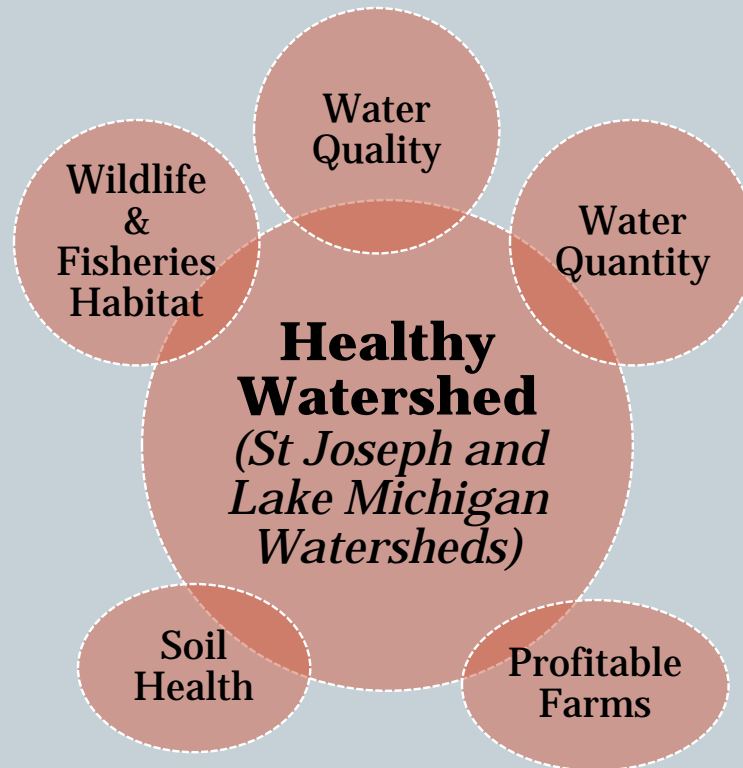 Water
Quality
Wildlife
&
Fisheries
Habitat
Water
Quantity
Healthy
Watershed
(St Joseph and
Lake Michigan
Watersheds)
Soil
Health
Profitable
Farms